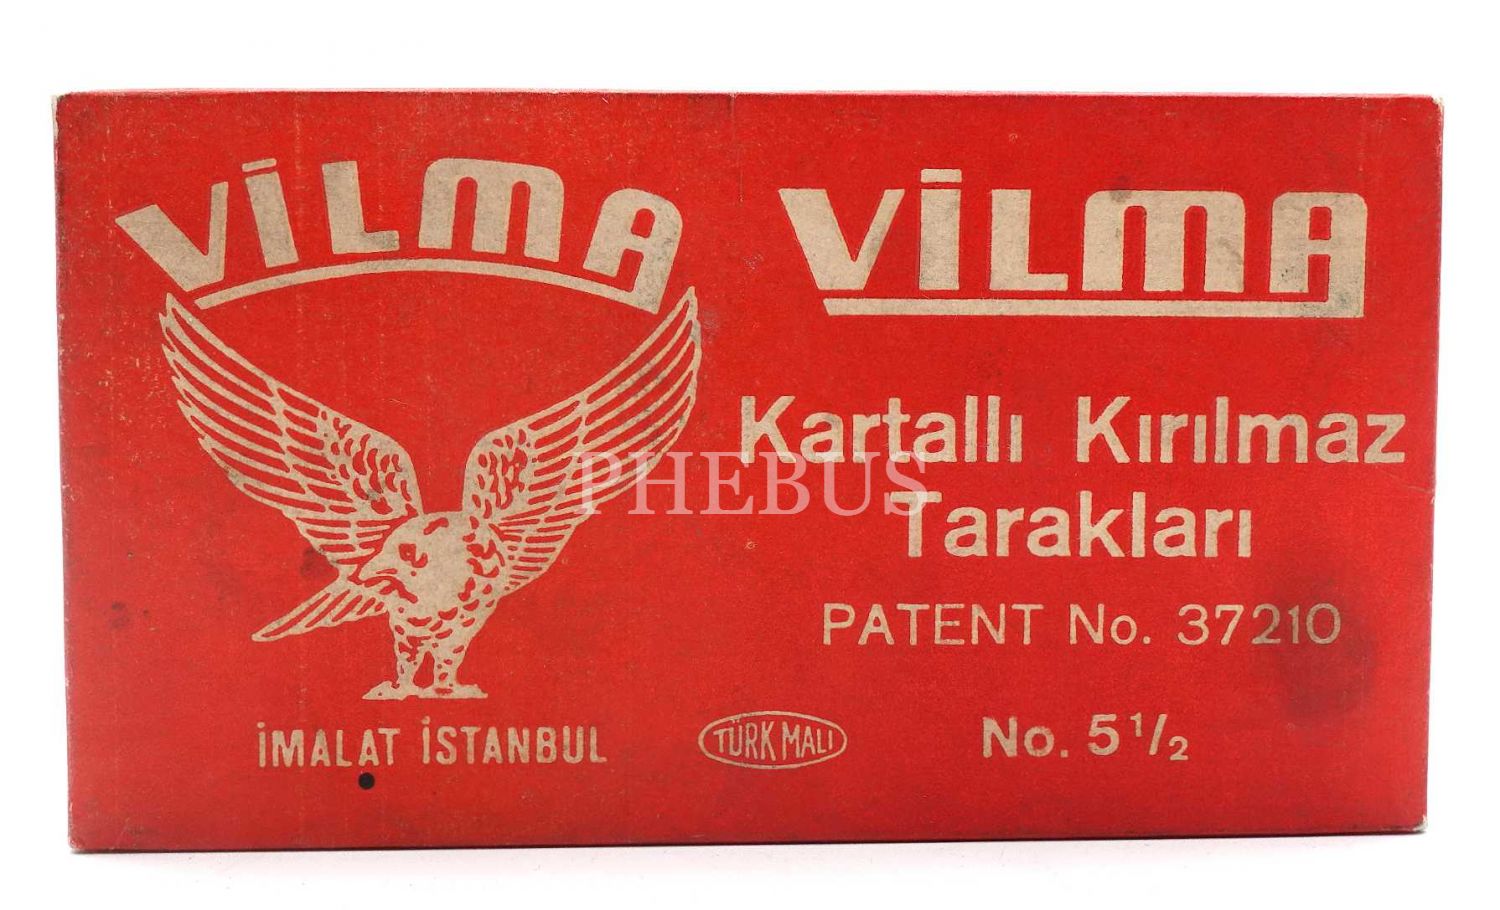 VİLMA
İMALAT İSTANBUL
TÜRK MALI
VİLMA
Kartallı Kırılmaz
Tarakları
PATENT No. 37210
No. 5 1/2
PHEBUS